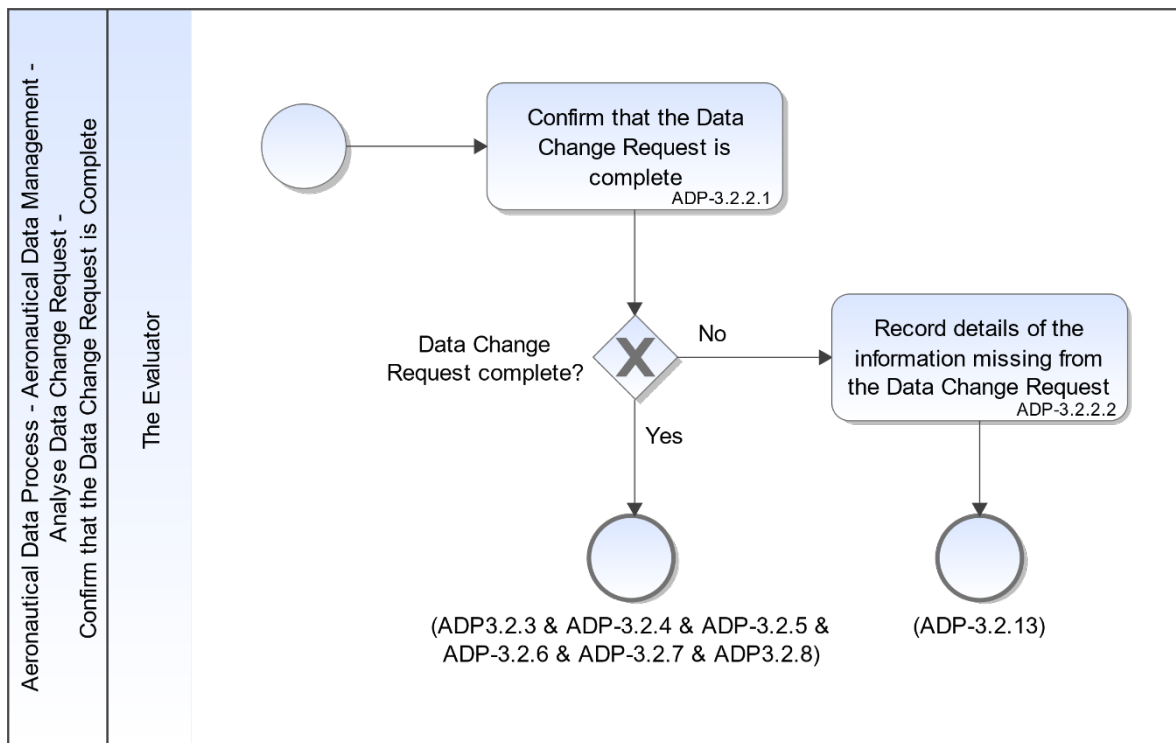 Aeronautical Data Process - Aeronautical Data Management -
Analyse Data Change Request -
Confirm that the Data Change Request is Complete
The Evaluator
Confirm that the Data
Change Request is
complete
ADP-3.2.2.1
Data Change
Request complete?
No
Record details of the
information missing from
the Data Change Request
ADP-3.2.2.2
Yes
(ADP3.2.3 & ADP-3.2.4 & ADP-3.2.5 &
ADP-3.2.6 & ADP-3.2.7 & ADP3.2.8)
(ADP-3.2.13)